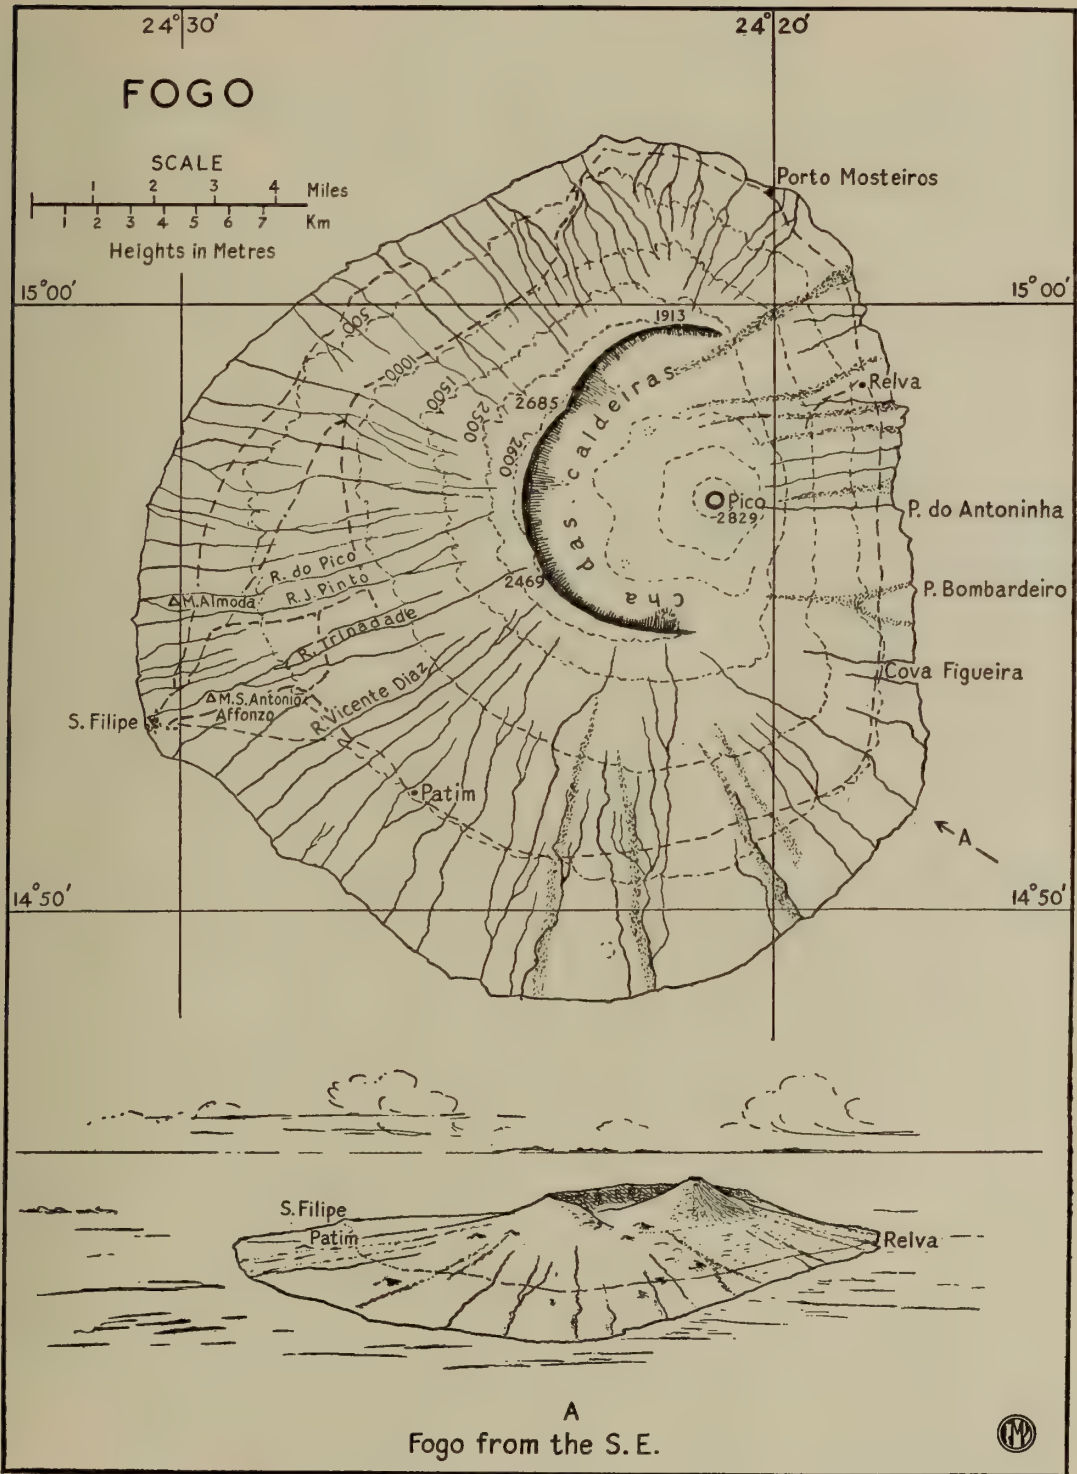 24°30'
24°20'
FOGO
SCALE
1 2 3 4 Miles
1 2 3 4 5 6 7 Km
Heights in Metres
Porto Mosteiros
15°00'
15°00'
500
1000
1500
2500
2600
1913
2685
Relva
Cha das caldeiras
Pico
2829
P. do Antoninha
2469
R. do Pico
R. J. Pinto
M. Almoda
P. Bombardeiro
R. Trinadade
Cova Figueira
M. S. Antonio
Affonzo
S. Filipe
R. Vicente Diaz
Patim
A
14°50'
14°50'
S. Filipe
Patim
Relva
A
Fogo from the S. E.